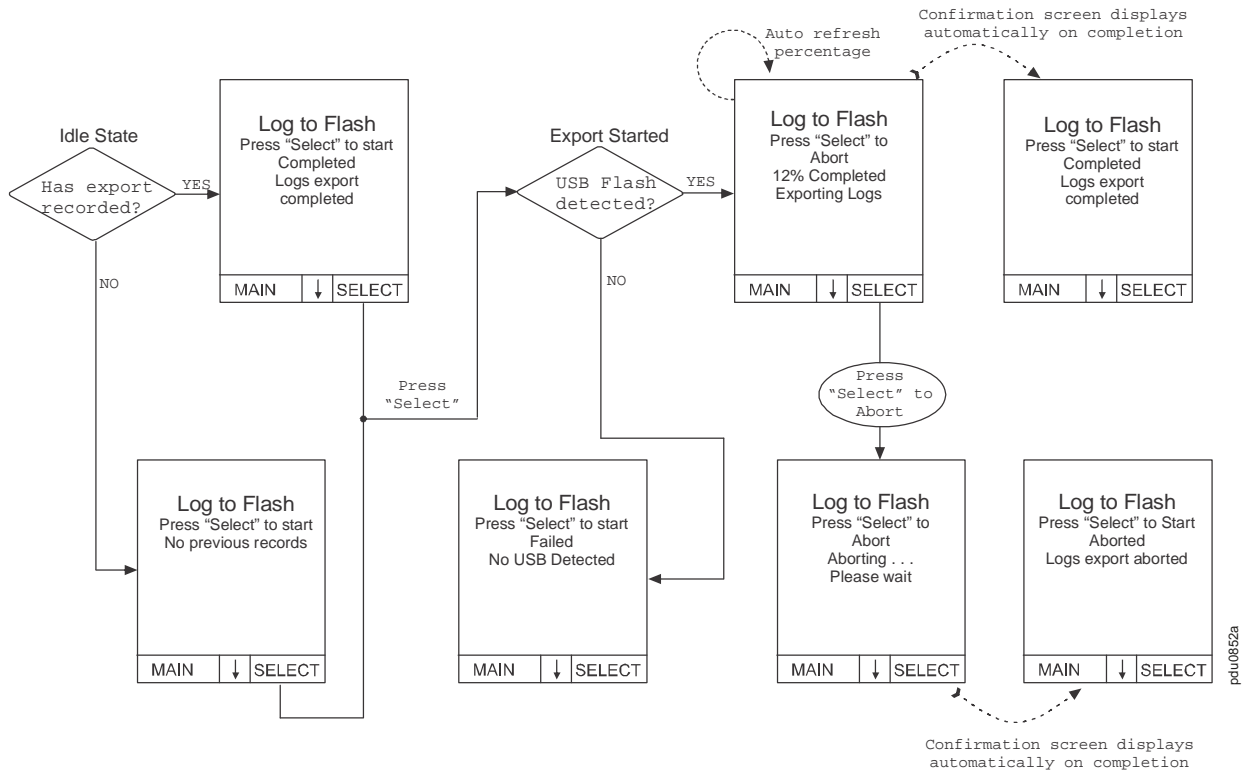 Confirmation screen displays
automatically on completion
Auto refresh
percentage
Idle State
Has export
recorded?
YES
NO
Log to Flash
Press “Select” to start
Completed
Logs export
completed
MAIN ↓ SELECT
Press
“Select”
Export Started
USB Flash
detected?
YES
NO
Log to Flash
Press “Select” to
Abort
12% Completed
Exporting Logs
MAIN ↓ SELECT
Log to Flash
Press “Select” to start
Completed
Logs export
completed
MAIN ↓ SELECT
Press
“Select” to
Abort
Log to Flash
Press “Select” to start
No previous records
MAIN ↓ SELECT
Log to Flash
Press “Select” to start
Failed
No USB Detected
MAIN ↓ SELECT
Log to Flash
Press “Select” to
Abort
Aborting . . .
Please wait
MAIN ↓ SELECT
Log to Flash
Press “Select” to Start
Aborted
Logs export aborted
MAIN ↓ SELECT
Confirmation screen displays
automatically on completion
pdu0852a